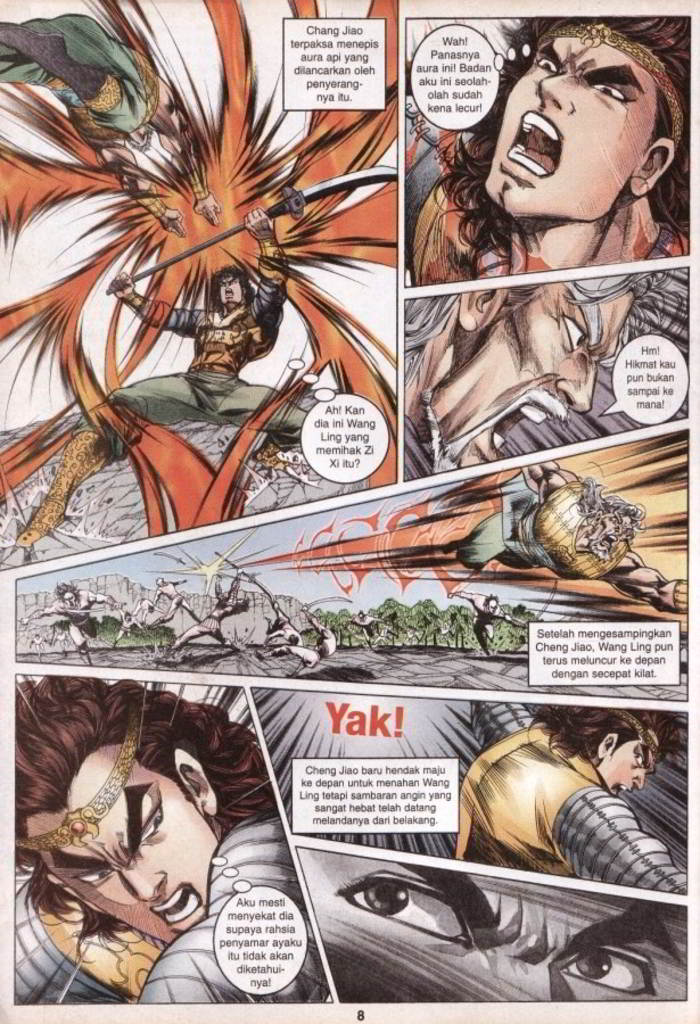 Chang Jiao
terpaksa menepis
aura api yang
dilancarkan oleh
penyerang-
nya itu.
Ah! Kan
dia ini Wang
Ling yang
memihak Zi
Xi itu?
Wah!
Panasnya
aura ini! Badan
aku ini seolah-
olah sudah
kena lecur!
Hm!
Hikmat kau
pun bukan
sampai ke
mana!
Setelah mengesampingkan
Cheng Jiao, Wang Ling pun
terus meluncur ke depan
dengan secepat kilat.
Aku mesti
menyekat dia
supaya rahsia
penyamar ayaku
itu tidak akan
diketahui-
nya!
Yak!
Cheng Jiao baru hendak maju
ke depan untuk menahan Wang
Ling tetapi sambaran angin yang
sangat hebat telah datang
melandanya dari belakang.
8